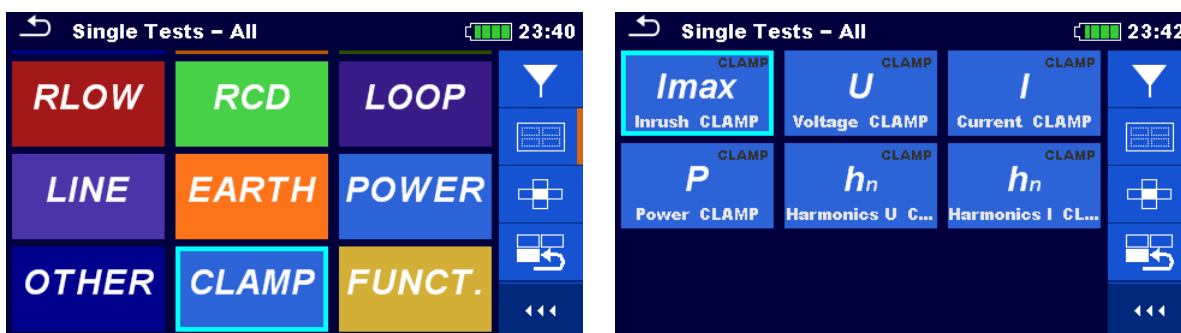 Single Tests – All
23:40
RLOW
RCD
LOOP
LINE
EARTH
POWER
OTHER
CLAMP
FUNCT.
Single Tests – All
23:42
CLAMP
Imax
Inrush CLAMP
CLAMP
U
Voltage CLAMP
CLAMP
I
Current CLAMP
CLAMP
P
Power CLAMP
CLAMP
hn
Harmonics U C...
CLAMP
hn
Harmonics I CL...